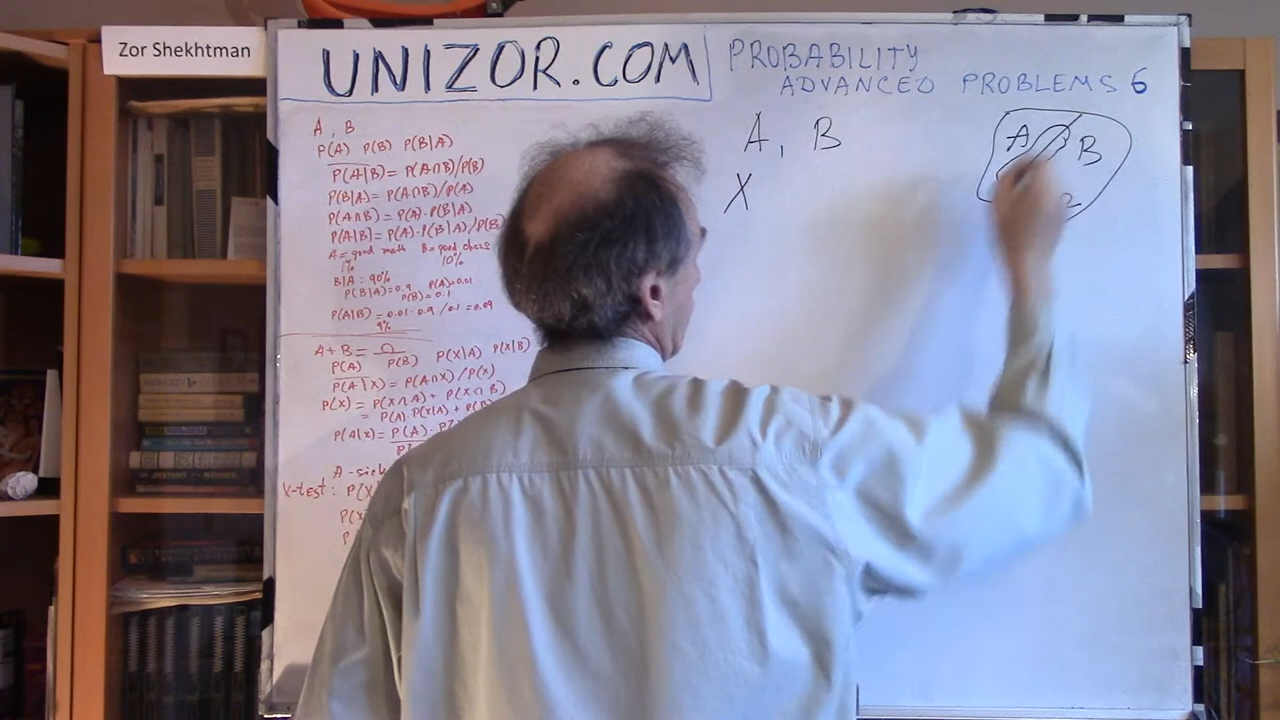 Zor Shekhtman
UNIZOR.COM
PROBABILITY
ADVANCED PROBLEMS 6
A, B
P(A) P(B) P(B|A)
P(A|B) = P(A∩B)/P(B)
P(B|A) = P(A∩B)/P(A)
P(A∩B) = P(A)·P(B|A)
P(A|B) = P(A)·P(B|A)/P(B)
A = good math B = good chess
1% 10%
B|A : 90%
P(B|A)=0.9 P(A)=0.01
P(B)=0.1
P(A|B) = 0.01·0.9/0.1 = 0.09
9%
A+B = Ω
P(A) P(B) P(X|A) P(X|B)
P(A|X) = P(A∩X)/P(X)
P(X) = P(X∩A) + P(X∩B)
= P(A)·P(X|A) + P(B)
P(A|X) = P(A)·P
A - sick
X-test: P(X
P(X
P
A, B
X
A B